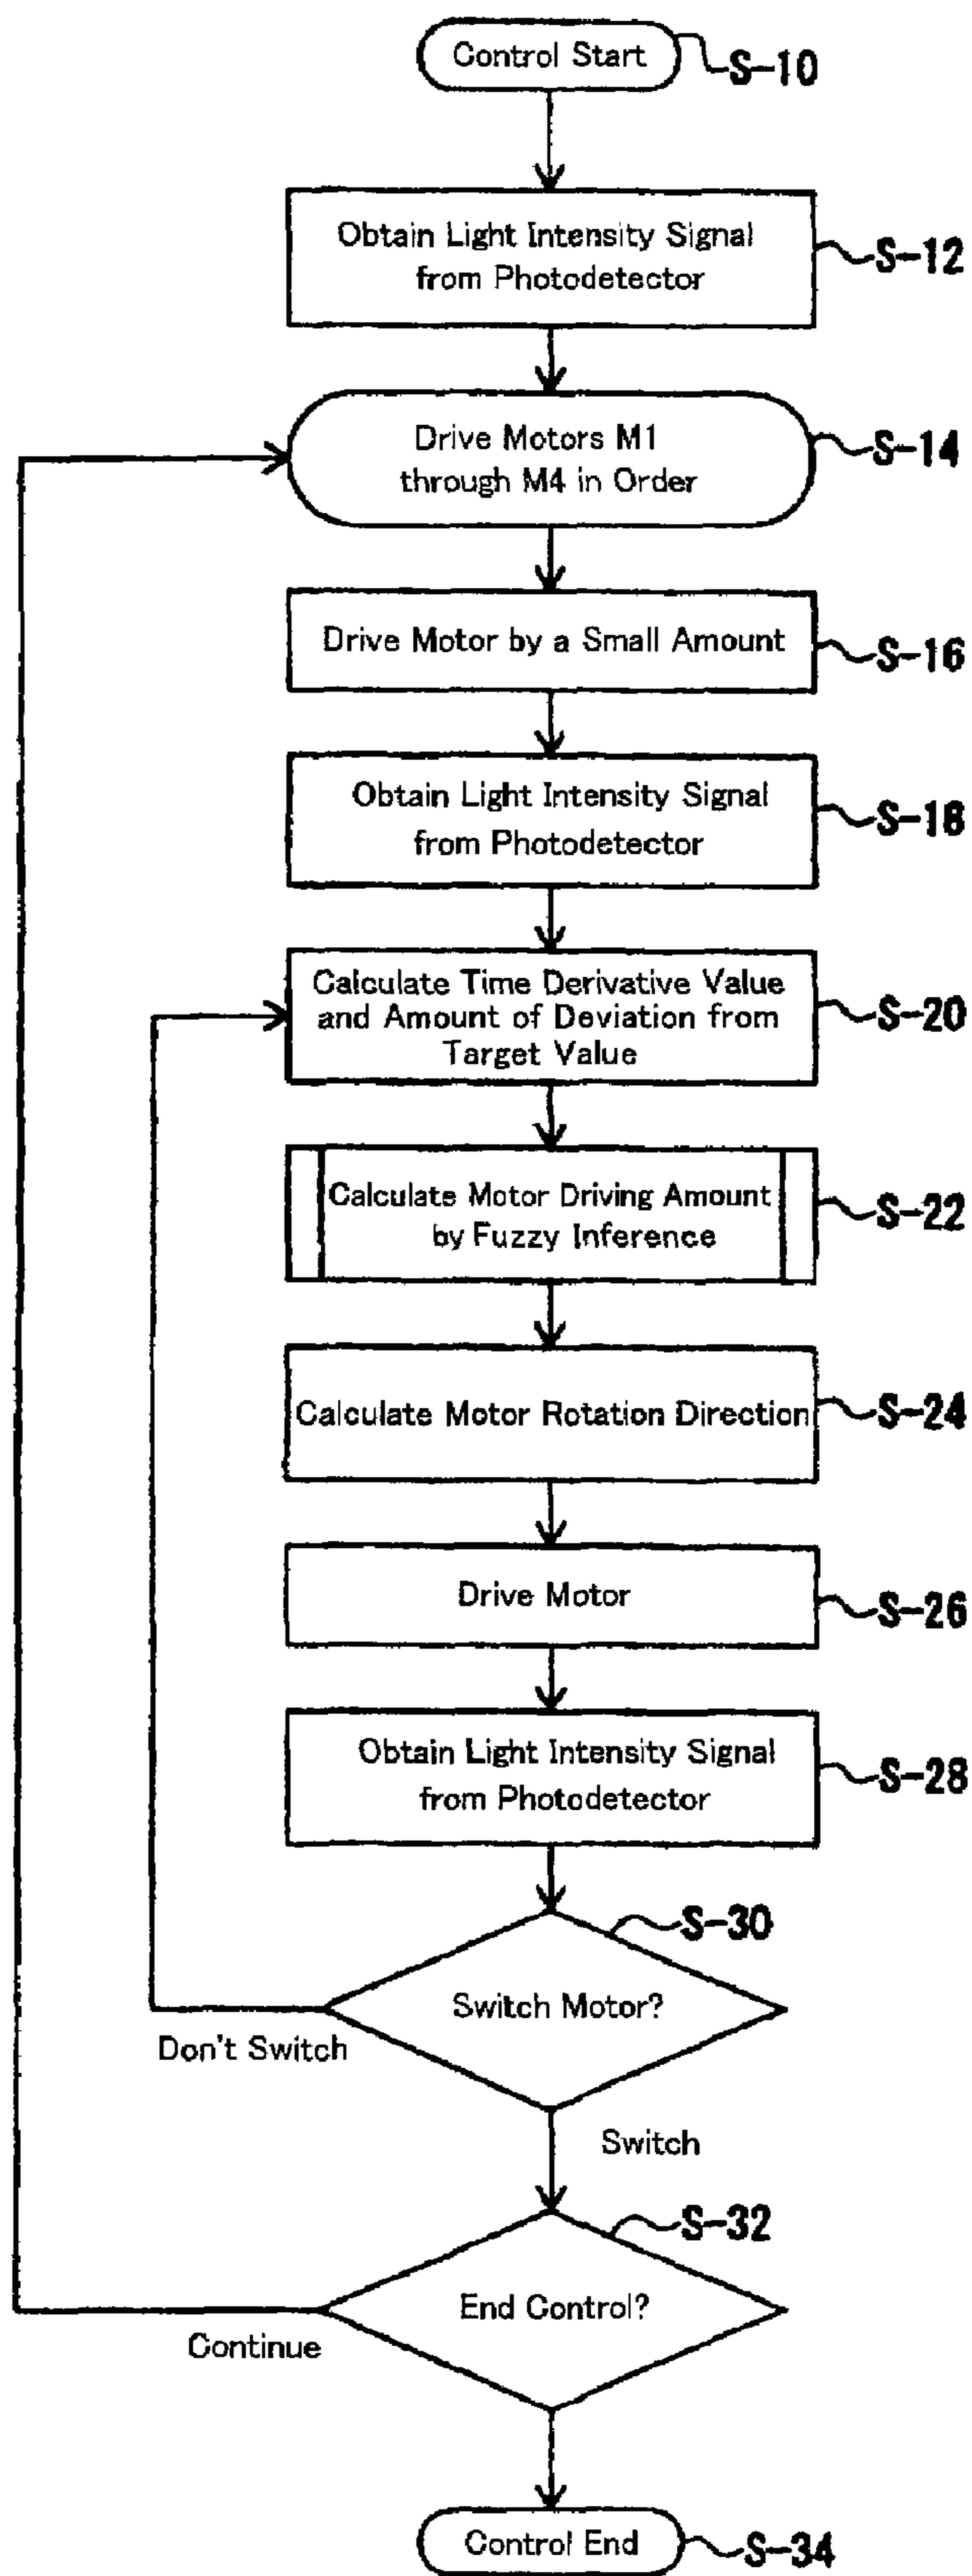 Control Start
S-10
Obtain Light Intensity Signal
from Photodetector
S-12
Drive Motors M1
through M4 in Order
S-14
Drive Motor by a Small Amount
S-16
Obtain Light Intensity Signal
from Photodetector
S-18
Calculate Time Derivative Value
and Amount of Deviation from
Target Value
S-20
Calculate Motor Driving Amount
by Fuzzy Inference
S-22
Calculate Motor Rotation Direction
S-24
Drive Motor
S-26
Obtain Light Intensity Signal
from Photodetector
S-28
S-30
Switch Motor?
Don't Switch
Switch
S-32
End Control?
Continue
Control End
S-34